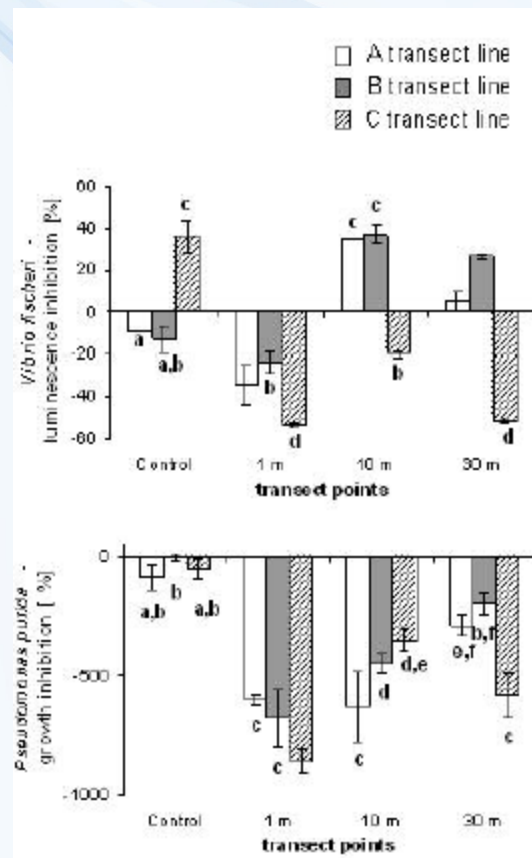 A transect line
B transect line
C transect line
Vibrio fischeri -
luminescence inhibition [%]
60
40
20
0
-20
-40
-60
a
a,b
c
b
d
c
c
b
d
Control
1 m
10 m
30 m
transect points
Pseudomonas putida -
growth inhibition [ %]
0
-500
-1000
a,b
b
a,b
c
c
c
d
d,e
e,f
b,f
c
Control
1 m
10 m
30 m
transect points